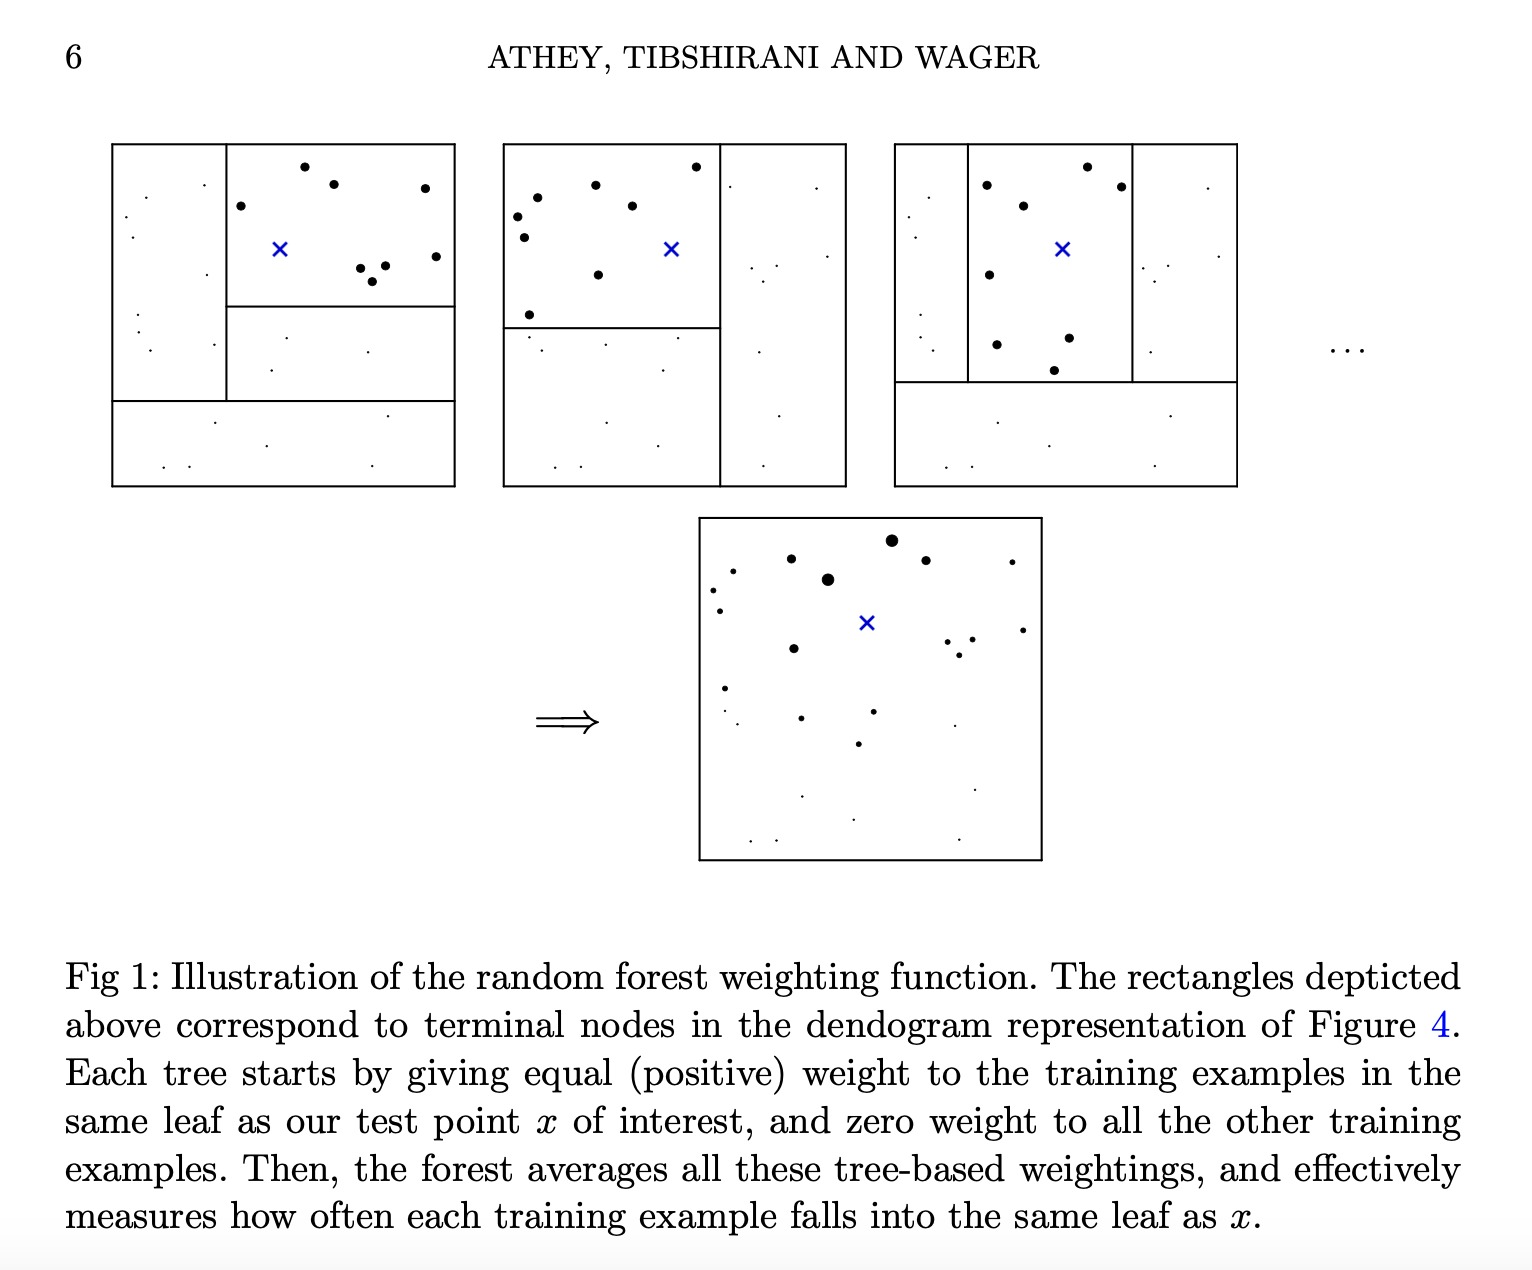 6
ATHEY, TIBSHIRANI AND WAGER
...
Fig 1: Illustration of the random forest weighting function. The rectangles depticted
above correspond to terminal nodes in the dendogram representation of Figure 4.
Each tree starts by giving equal (positive) weight to the training examples in the
same leaf as our test point x of interest, and zero weight to all the other training
examples. Then, the forest averages all these tree-based weightings, and effectively
measures how often each training example falls into the same leaf as x.